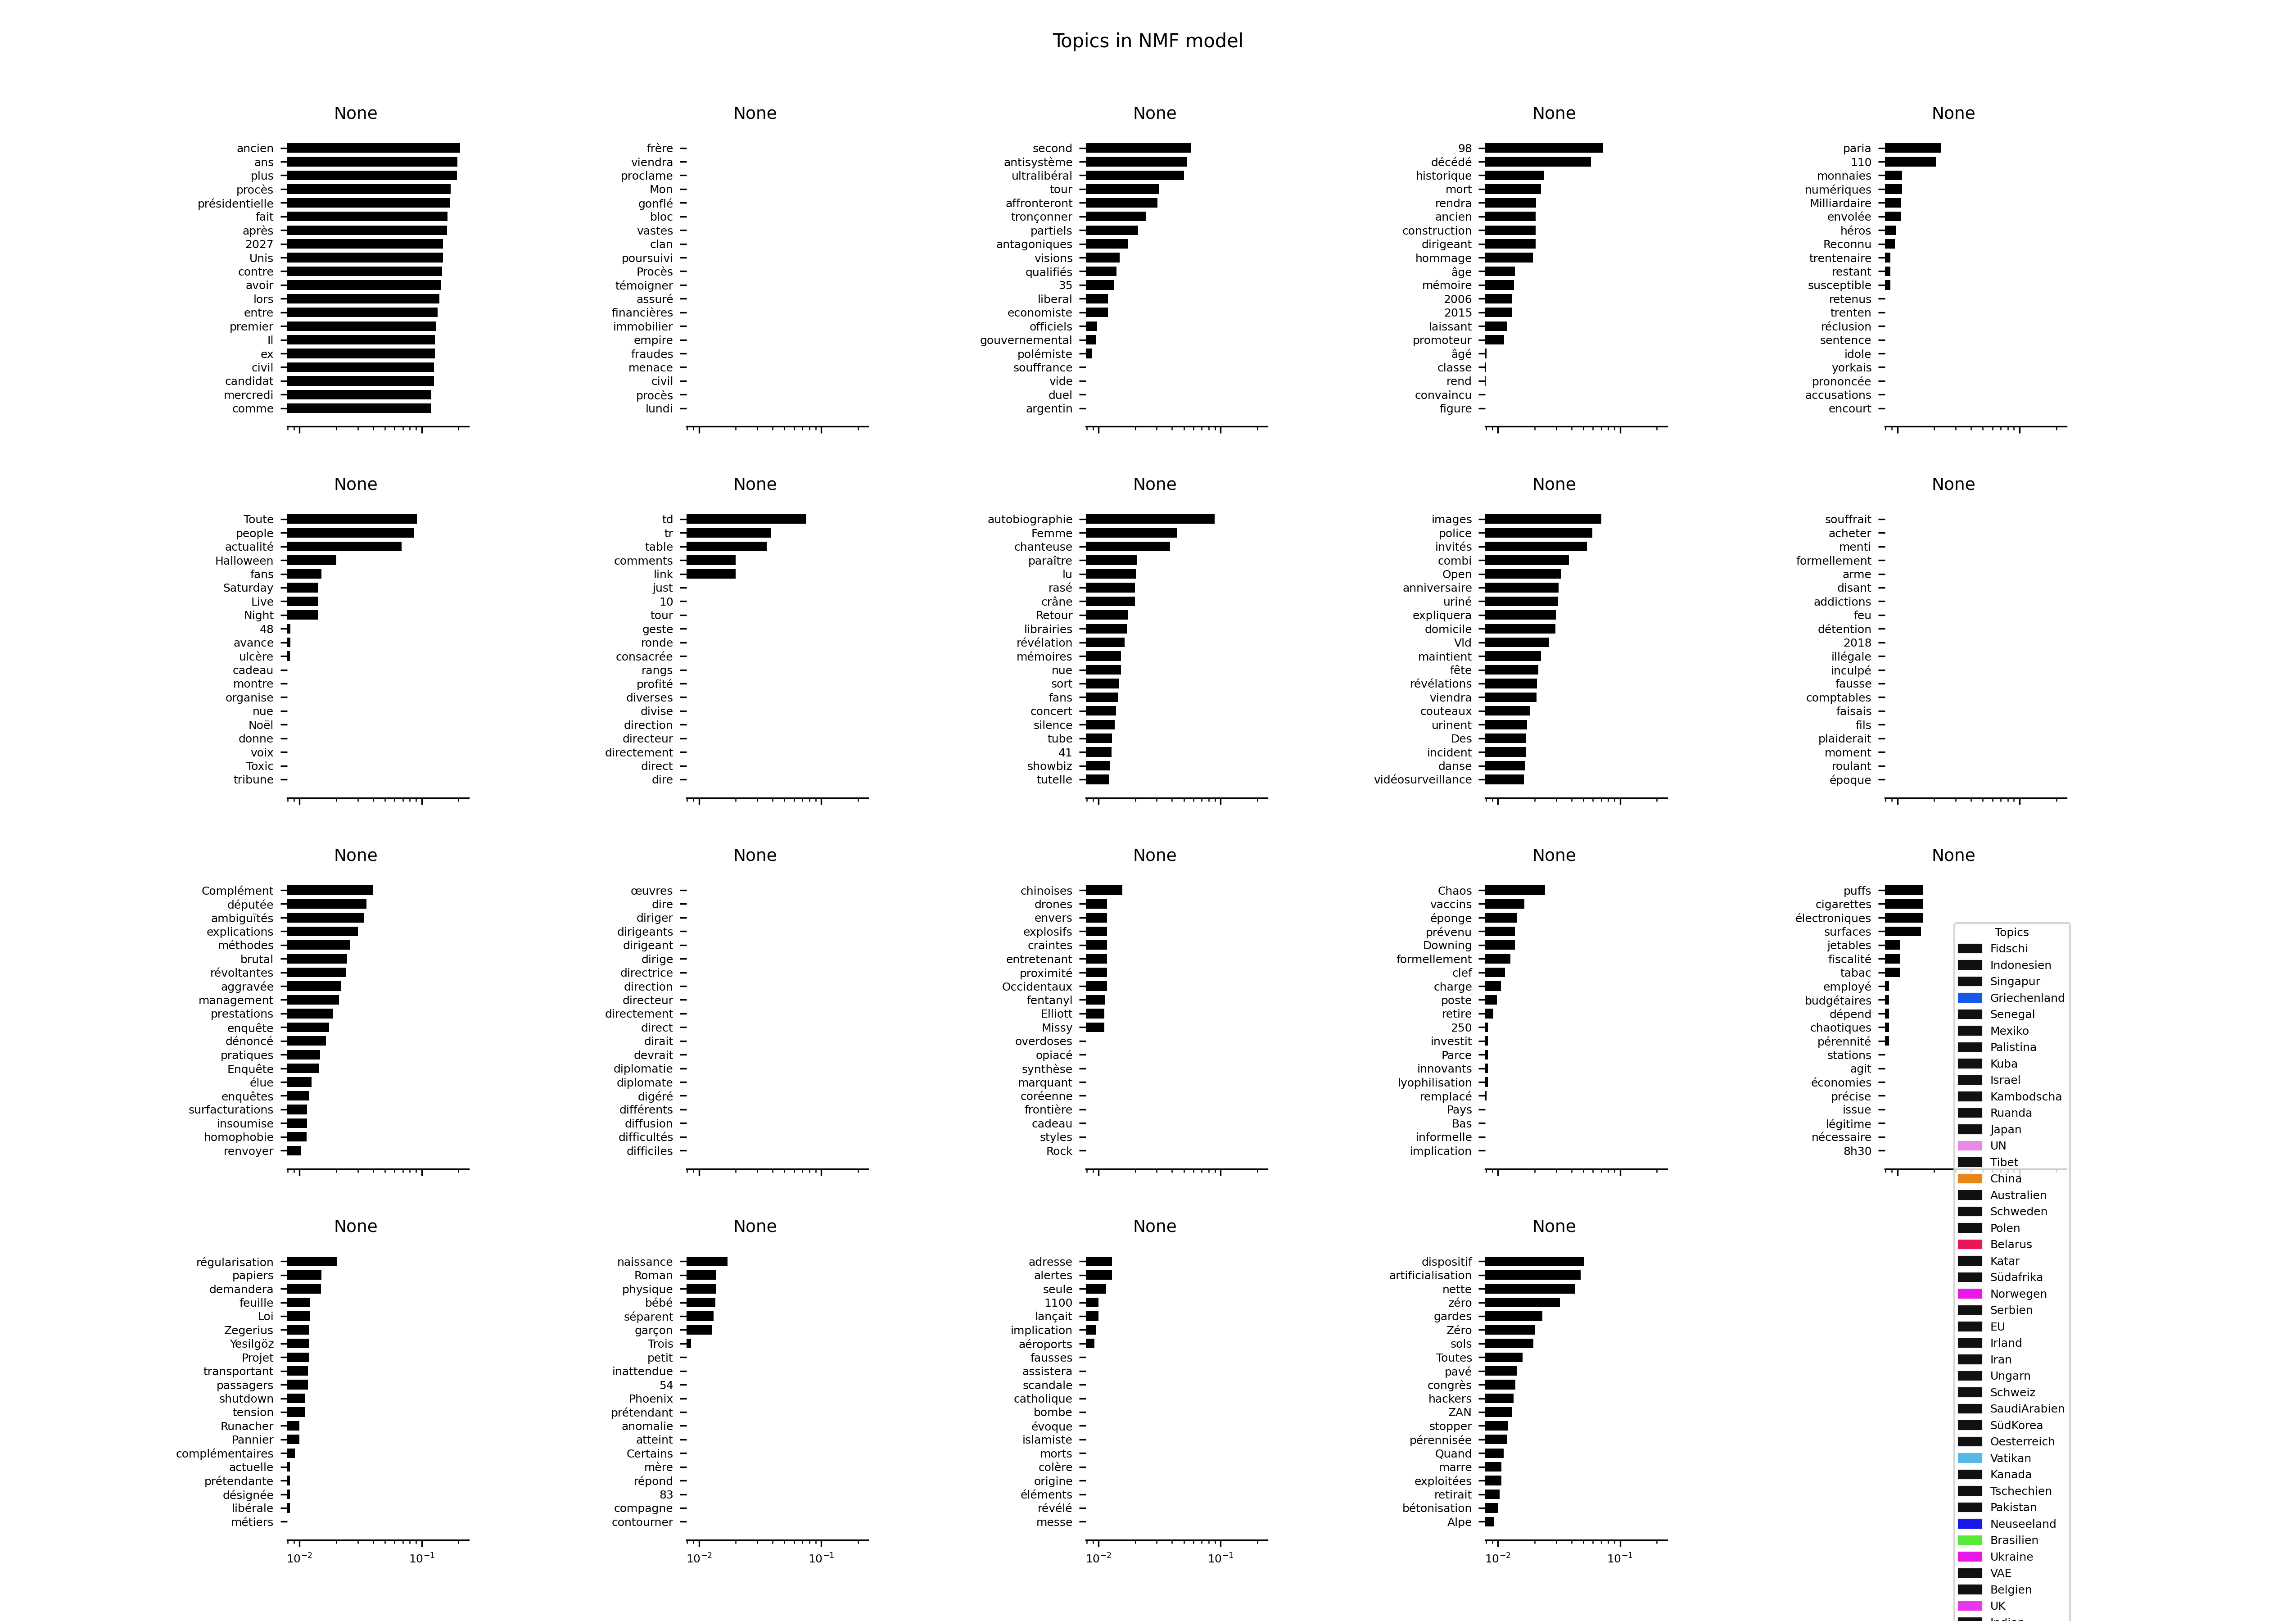 Topics in NMF model
None
ancien
ans
plus
procès
présidentielle
fait
après
2027
Unis
contre
avoir
lors
entre
premier
Il
ex
civil
candidat
mercredi
comme
None
frère
viendra
proclame
Mon
gonflé
bloc
vastes
clan
poursuivi
Procès
témoigner
assuré
financières
immobilier
empire
fraudes
menace
civil
procès
lundi
None
second
antisystème
ultralibéral
tour
affronteront
tronçonner
partiels
antagoniques
visions
qualifiés
35
liberal
economiste
officiels
gouvernemental
polémiste
souffrance
vide
duel
argentin
None
98
décédé
historique
mort
rendra
ancien
construction
dirigeant
hommage
âge
mémoire
2006
2015
laissant
promoteur
âgé
classe
rend
convaincu
figure
None
paria
110
monnaies
numériques
Milliardaire
envolée
héros
Reconnu
trentenaire
restant
susceptible
retenus
trenten
réclusion
sentence
idole
yorkais
prononcée
accusations
encourt
None
Toute
people
actualité
Halloween
fans
Saturday
Live
Night
48
avance
ulcère
cadeau
montre
organise
nue
Noël
donne
voix
Toxic
tribune
None
td
tr
table
comments
link
just
10
tour
geste
ronde
consacrée
rangs
profité
diverses
divise
direction
directeur
directement
direct
dire
None
autobiographie
Femme
chanteuse
paraître
lu
rasé
crâne
Retour
librairies
révélation
mémoires
nue
sort
fans
concert
silence
tube
41
showbiz
tutelle
None
images
police
invités
combi
Open
anniversaire
uriné
expliquera
domicile
Vld
maintient
fête
révélations
viendra
couteaux
urinent
Des
incident
danse
vidéosurveillance
None
souffrait
acheter
menti
formellement
arme
disant
addictions
feu
détention
2018
illégale
inculpé
fausse
comptables
faisais
fils
plaiderait
moment
roulant
époque
None
Complément
députée
ambiguïtés
explications
méthodes
brutal
révoltantes
aggravée
management
prestations
enquête
dénoncé
pratiques
Enquête
élue
enquêtes
surfacturations
insoumise
homophobie
renvoyer
None
œuvres
dire
diriger
dirigeants
dirigeant
dirige
directrice
direction
directeur
directement
direct
dirait
devrait
diplomatie
diplomate
digéré
différents
diffusion
difficultés
difficiles
None
chinoises
drones
envers
explosifs
craintes
entretenant
proximité
Occidentaux
fentanyl
Elliott
Missy
overdoses
opiacé
synthèse
marquant
coréenne
frontière
cadeau
styles
Rock
None
Chaos
vaccins
éponge
prévenu
Downing
formellement
clef
charge
poste
retire
250
investit
Parce
innovants
lyophilisation
remplacé
Pays
Bas
informelle
implication
None
puffs
cigarettes
électroniques
surfaces
jetables
fiscalité
tabac
employé
budgétaires
dépend
chaotiques
pérennité
stations
agit
économies
précise
issue
légitime
nécessaire
8h30
None
régularisation
papiers
demandera
feuille
Loi
Zegerius
Yesilgöz
Projet
transportant
passagers
shutdown
tension
Runacher
Pannier
complémentaires
actuelle
prétendante
désignée
libérale
métiers
10⁻² 10⁻¹
None
naissance
Roman
physique
bébé
séparent
garçon
Trois
petit
inattendue
54
Phoenix
prétendant
anomalie
atteint
Certains
mère
répond
83
compagne
contourner
10⁻² 10⁻¹
None
adresse
alertes
seule
1100
lançait
implication
aéroports
fausses
assistera
scandale
catholique
bombe
évoque
islamiste
morts
colère
origine
éléments
révélé
messe
10⁻² 10⁻¹
None
dispositif
artificialisation
nette
zéro
gardes
Zéro
sols
Toutes
pavé
congrès
hackers
ZAN
stopper
pérennisée
Quand
marre
exploitées
retirait
bétonisation
Alpe
10⁻² 10⁻¹
Topics
Fidschi
Indonesien
Singapur
Griechenland
Senegal
Mexiko
Palistina
Kuba
Israel
Kambodscha
Ruanda
Japan
UN
Tibet
China
Australien
Schweden
Polen
Belarus
Katar
Südafrika
Norwegen
Serbien
EU
Irland
Iran
Ungarn
Schweiz
SaudiArabien
SüdKorea
Oesterreich
Vatikan
Kanada
Tschechien
Pakistan
Neuseeland
Brasilien
Ukraine
VAE
Belgien
UK